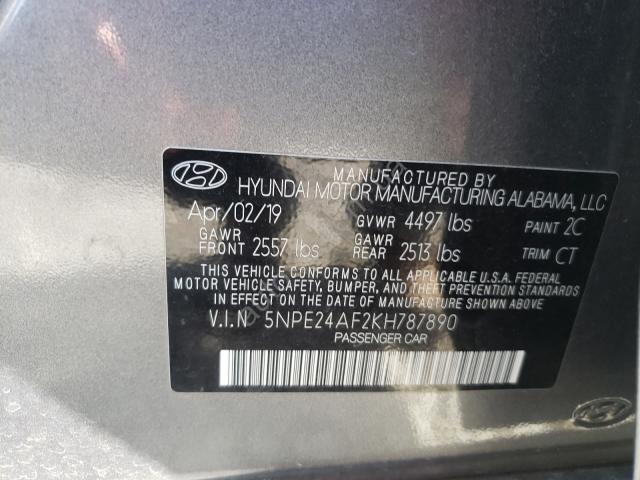 MANUFACTURED BY
HYUNDAI MOTOR MANUFACTURING ALABAMA, LLC
Apr/02/19 GVWR 4497 lbs PAINT 2C
GAWR FRONT 2557 lbs GAWR REAR 2513 lbs TRIM CT
THIS VEHICLE CONFORMS TO ALL APPLICABLE U.S.A. FEDERAL
MOTOR VEHICLE SAFETY, BUMPER, AND THEFT PREVENTION STANDARDS
IN EFFECT ON THE DATE OF MANUFACTURE SHOWN ABOVE.
V.I.N 5NPE24AF2KH787890
PASSENGER CAR